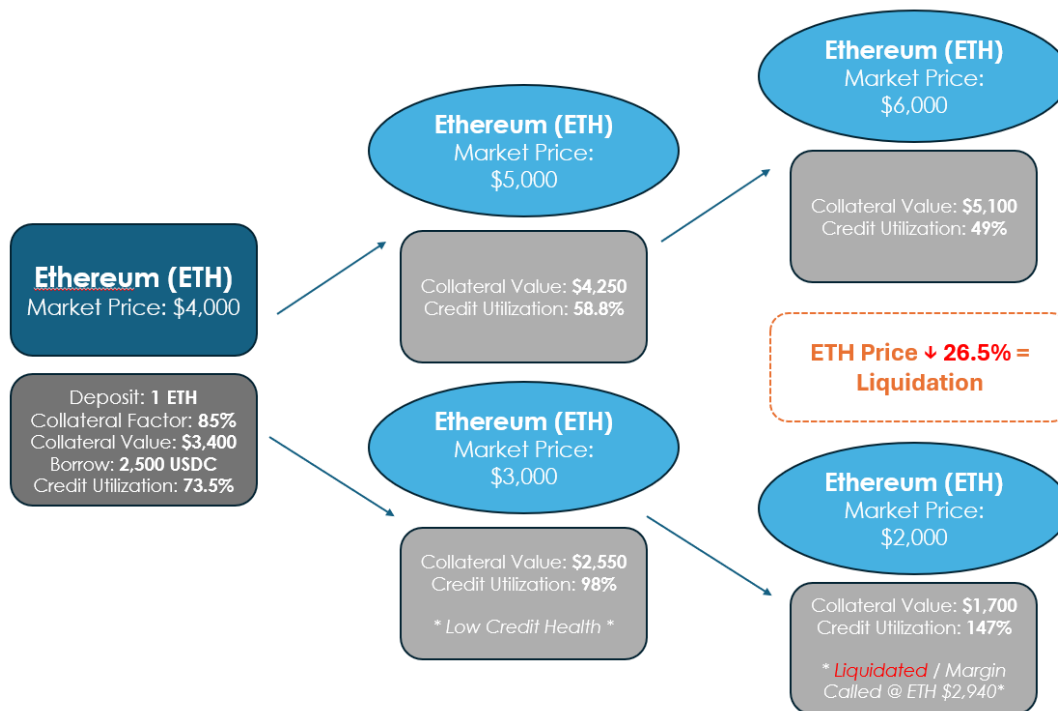 Ethereum (ETH)
Market Price: $4,000
Deposit: 1 ETH
Collateral Factor: 85%
Collateral Value: $3,400
Borrow: 2,500 USDC
Credit Utilization: 73.5%
Ethereum (ETH)
Market Price:
$5,000
Collateral Value: $4,250
Credit Utilization: 58.8%
Ethereum (ETH)
Market Price:
$6,000
Collateral Value: $5,100
Credit Utilization: 49%
ETH Price ↓ 26.5% =
Liquidation
Ethereum (ETH)
Market Price:
$3,000
Collateral Value: $2,550
Credit Utilization: 98%
* Low Credit Health *
Ethereum (ETH)
Market Price:
$2,000
Collateral Value: $1,700
Credit Utilization: 147%
* Liquidated / Margin
Called @ ETH $2,940*